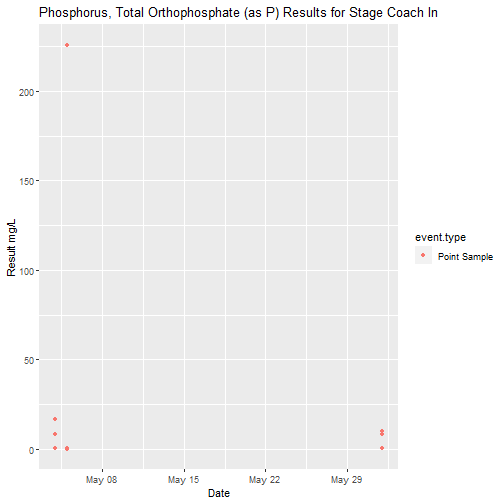 Phosphorus, Total Orthophosphate (as P) Results for Stage Coach In
Result mg/L
200
150
100
50
0
May 08
May 15
May 22
May 29
Date
event.type
Point Sample